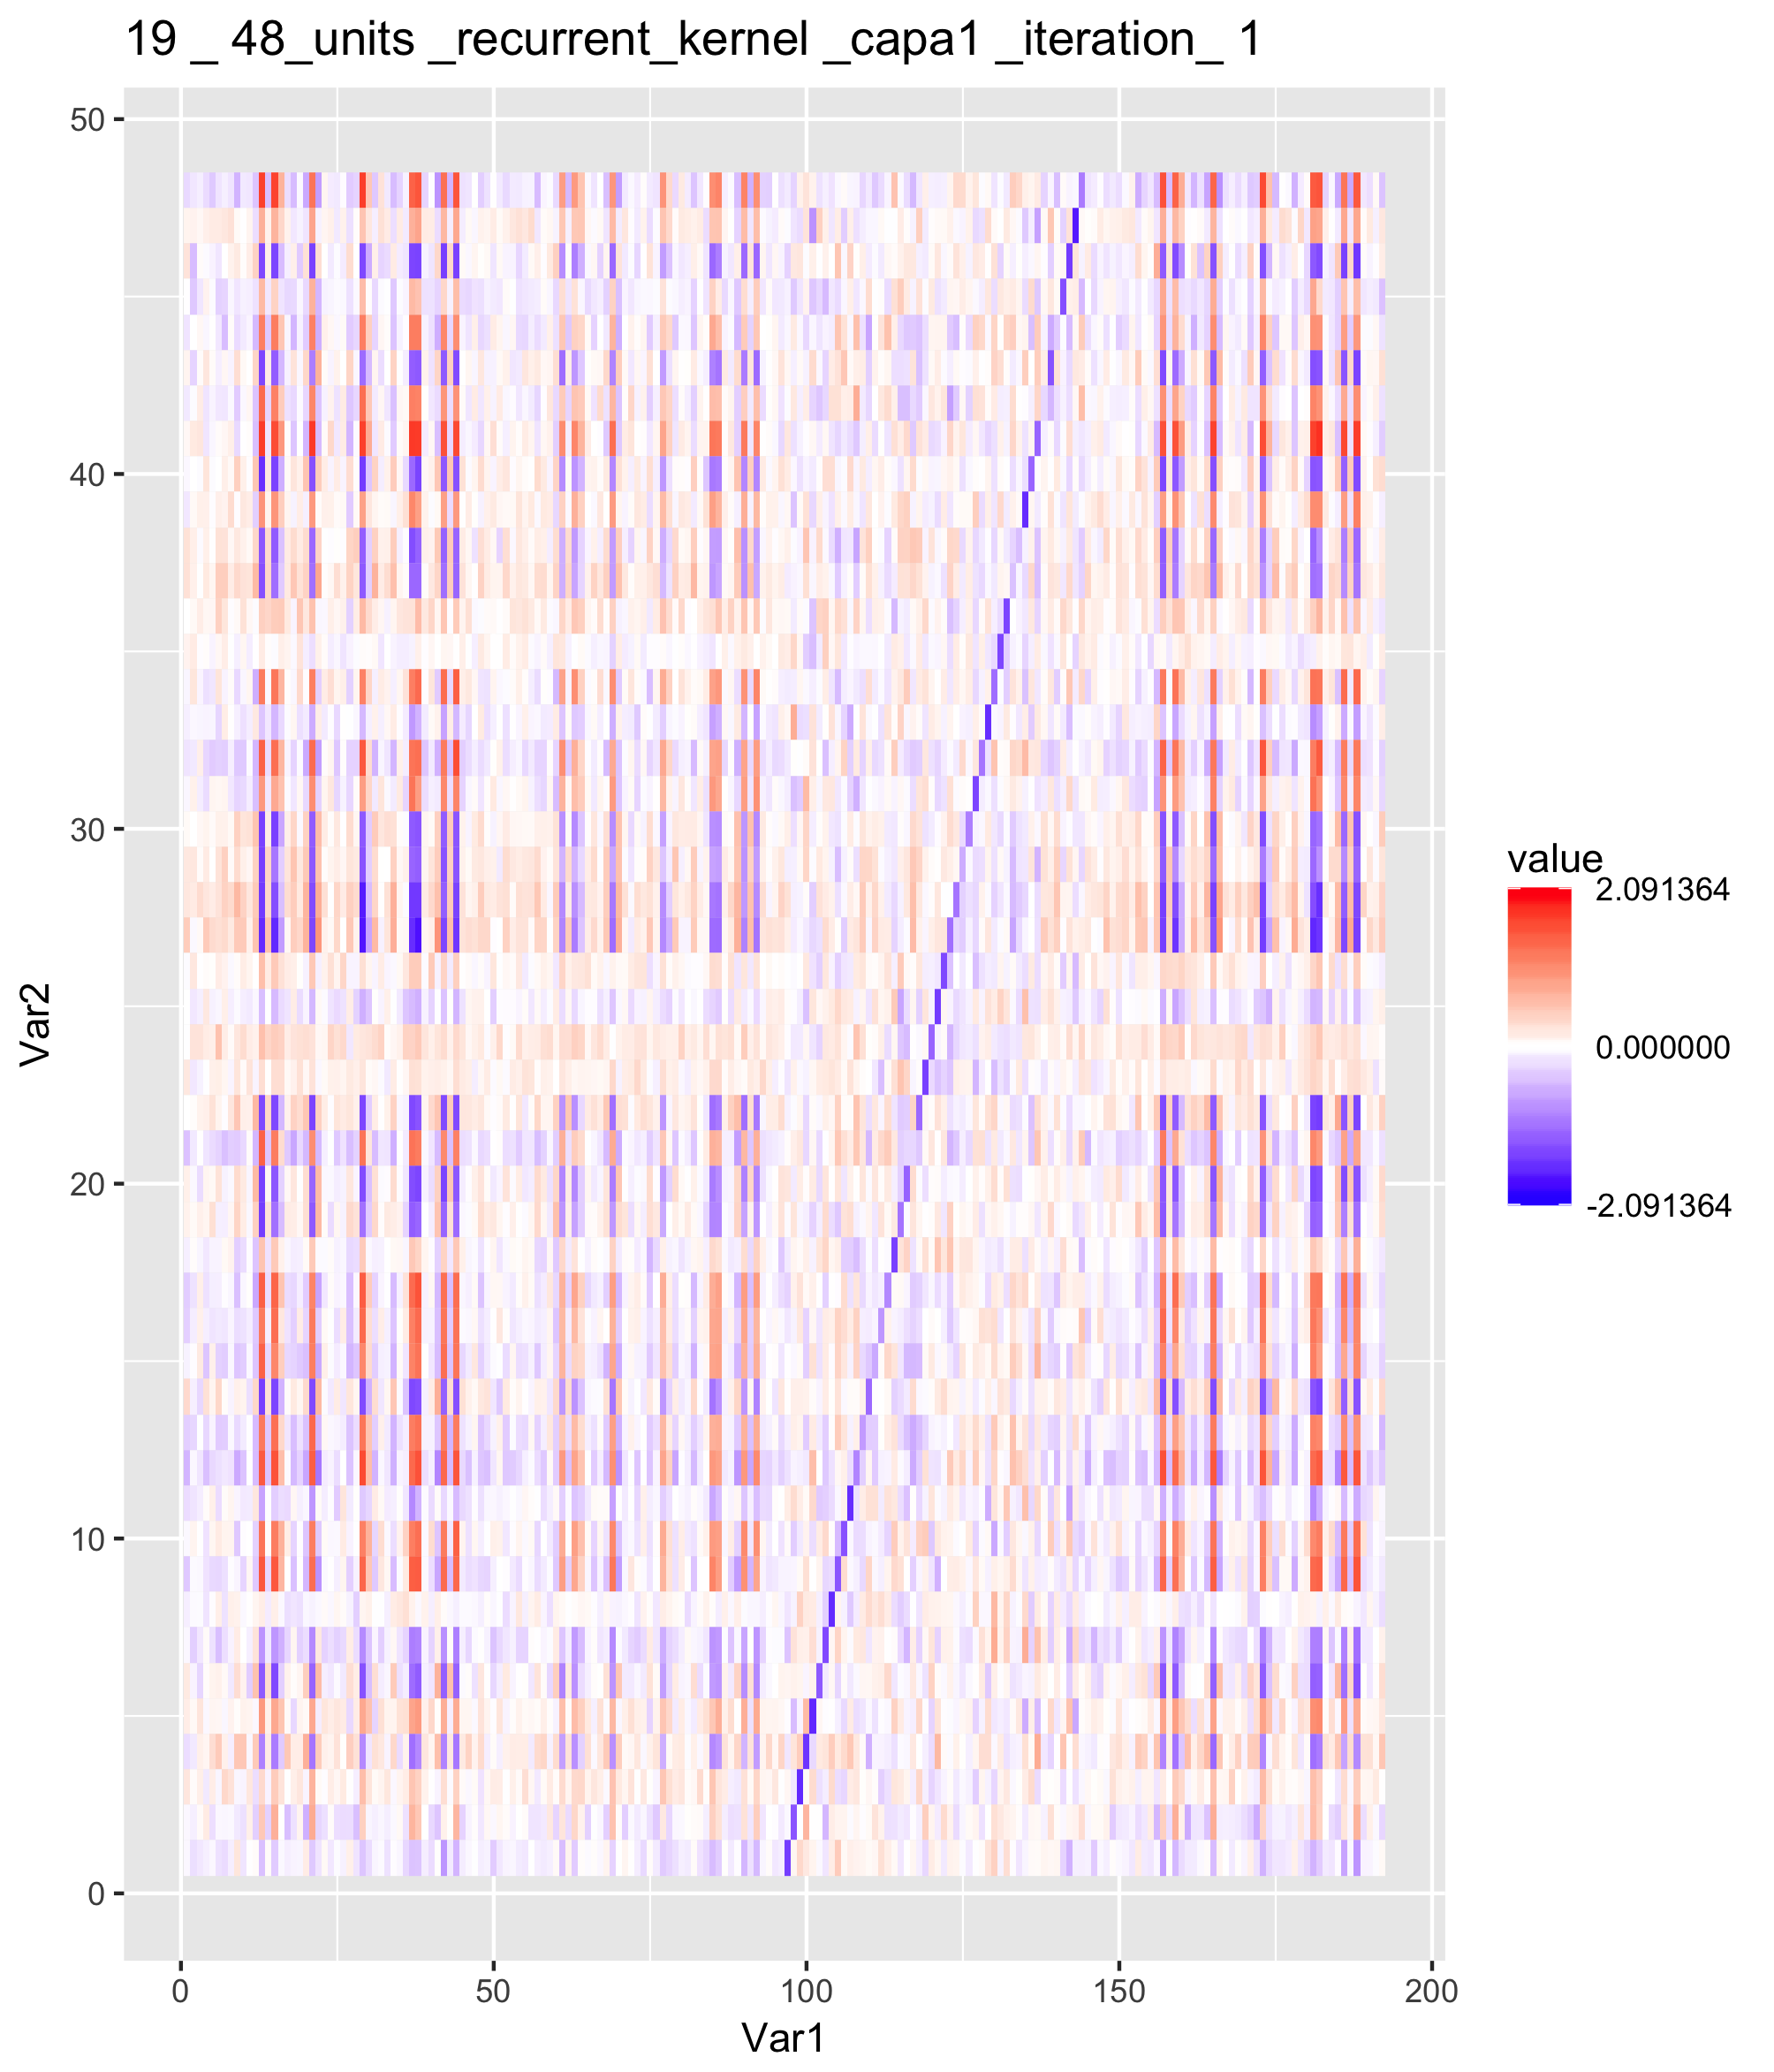 19 _ 48_units _recurrent_kernel _capa1 _iteration_ 1
50
40
30
20
10
0
Var2
0 50 100 150 200
Var1
value
2.091364
0.000000
-2.091364